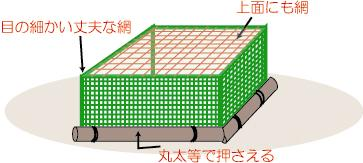 上面にも網
目の細かい丈夫な網
丸太等で押さえる